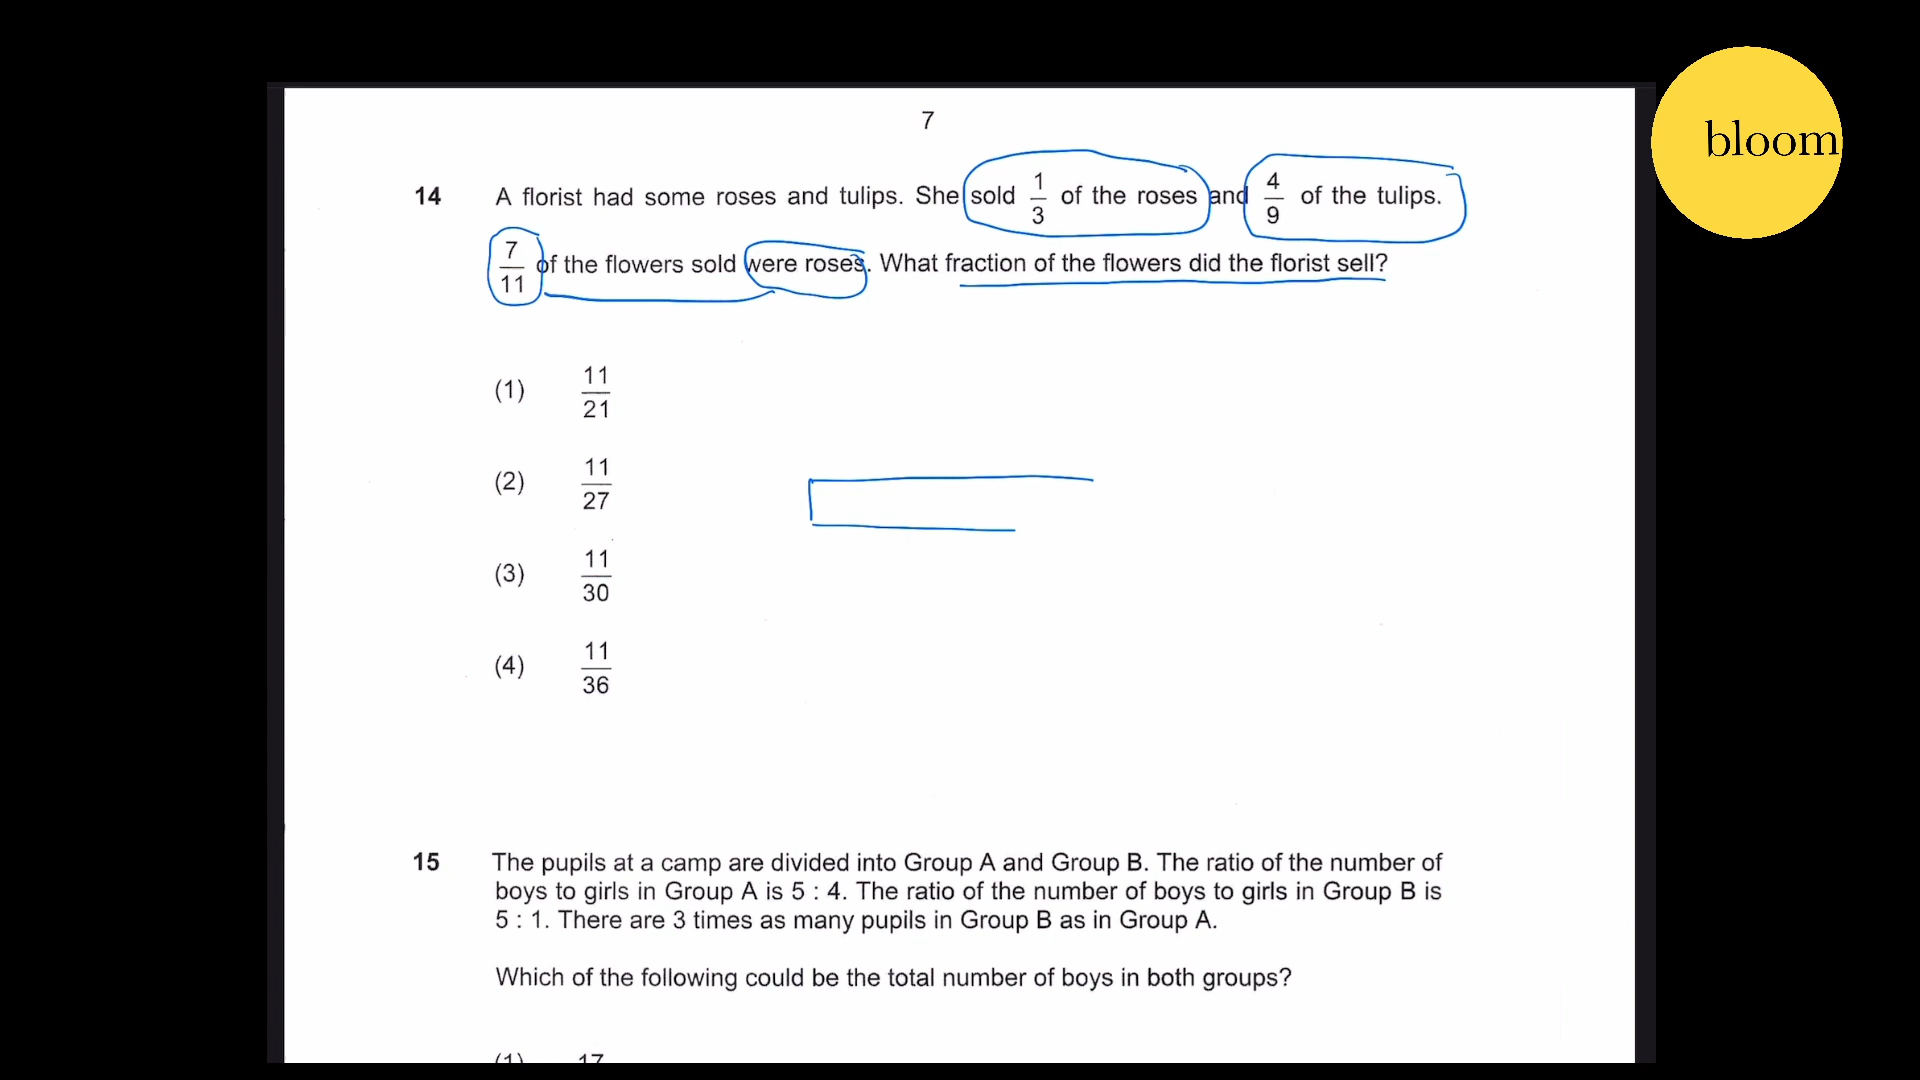 bloom
7
14 A florist had some roses and tulips. She sold 1/3 of the roses and 4/9 of the tulips.
7/11 of the flowers sold were roses. What fraction of the flowers did the florist sell?
(1) 11/21
(2) 11/27
(3) 11/30
(4) 11/36
15 The pupils at a camp are divided into Group A and Group B. The ratio of the number of
boys to girls in Group A is 5 : 4. The ratio of the number of boys to girls in Group B is
5 : 1. There are 3 times as many pupils in Group B as in Group A.
Which of the following could be the total number of boys in both groups?
(1) 17